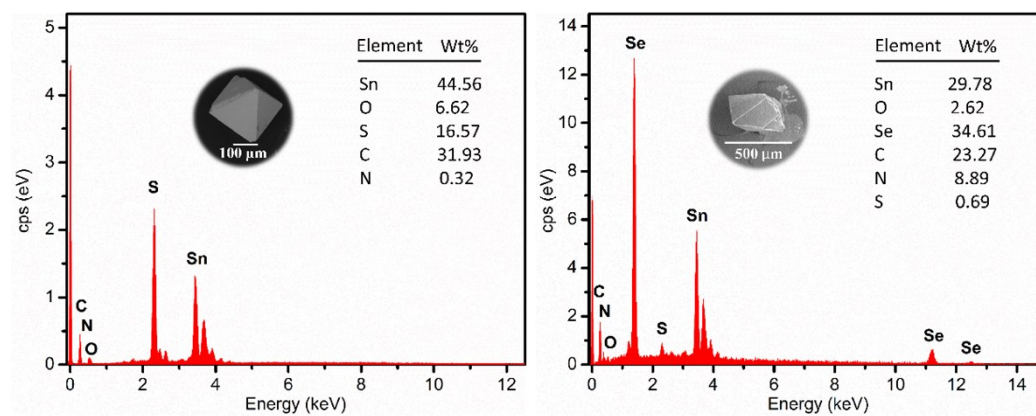 Element Wt%
Sn 44.56
O 6.62
S 16.57
C 31.93
N 0.32
100 μm
S
Sn
C
N
O
cps (eV)
5
4
3
2
1
0
0 2 4 6 8 10 12
Energy (keV)
Element Wt%
Sn 29.78
O 2.62
Se 34.61
C 23.27
N 8.89
S 0.69
500 μm
Se
Sn
C
N
O
S
Se
Se
cps (eV)
14
12
10
8
6
4
2
0
0 2 4 6 8 10 12 14
Energy (keV)